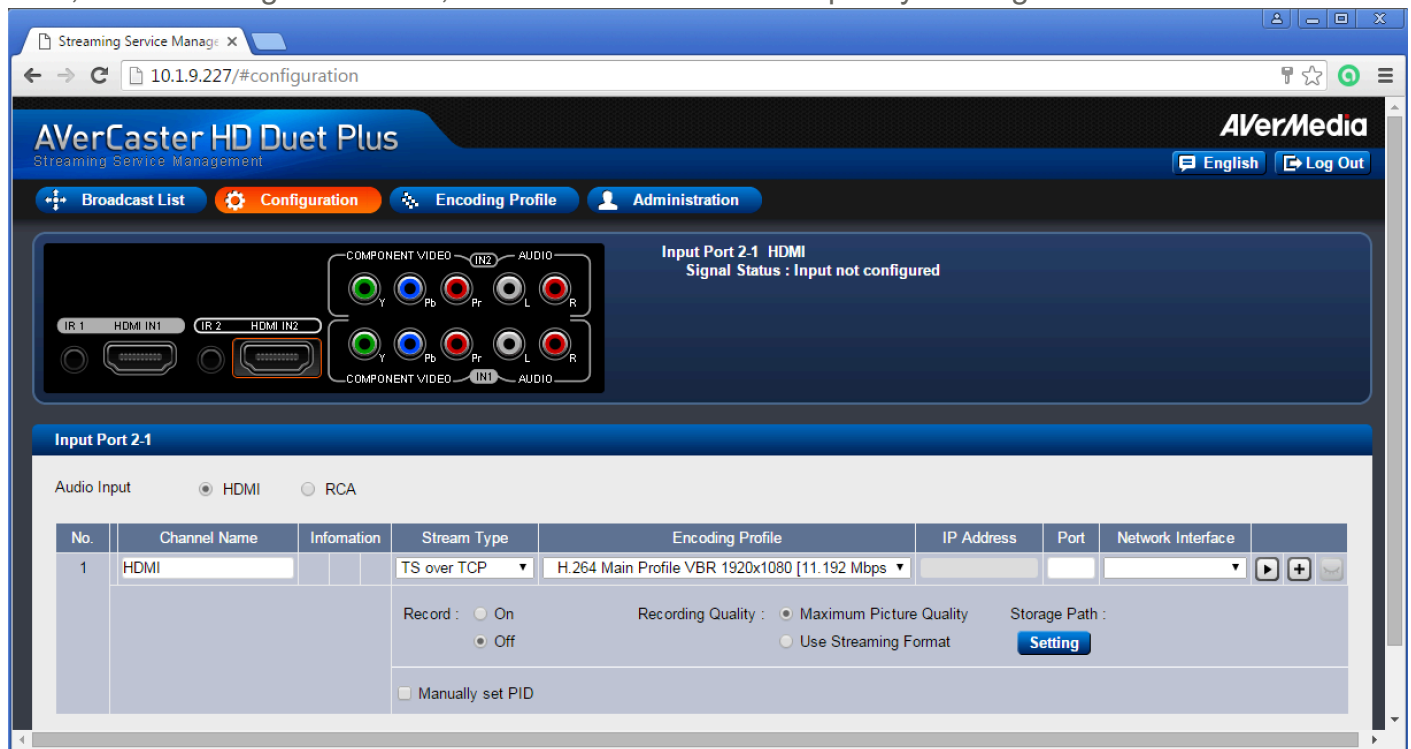 Streaming Service Manage
10.1.9.227/#configuration
AVerCaster HD Duet Plus
Streaming Service Management
AVerMedia
English Log Out
Broadcast List Configuration Encoding Profile Administration
COMPONENT VIDEO IN2 AUDIO
Y Pb Pr L R
IR 1 HDMI IN1 IR 2 HDMI IN2
Y Pb Pr L R
COMPONENT VIDEO IN1 AUDIO
Input Port 2-1 HDMI
Signal Status : Input not configured
Input Port 2-1
Audio Input HDMI RCA
No. Channel Name Infomation Stream Type Encoding Profile IP Address Port Network Interface
1 HDMI TS over TCP H.264 Main Profile VBR 1920x1080 [11.192 Mbps
Record : On Recording Quality : Maximum Picture Quality Storage Path :
Off Use Streaming Format Setting
Manually set PID